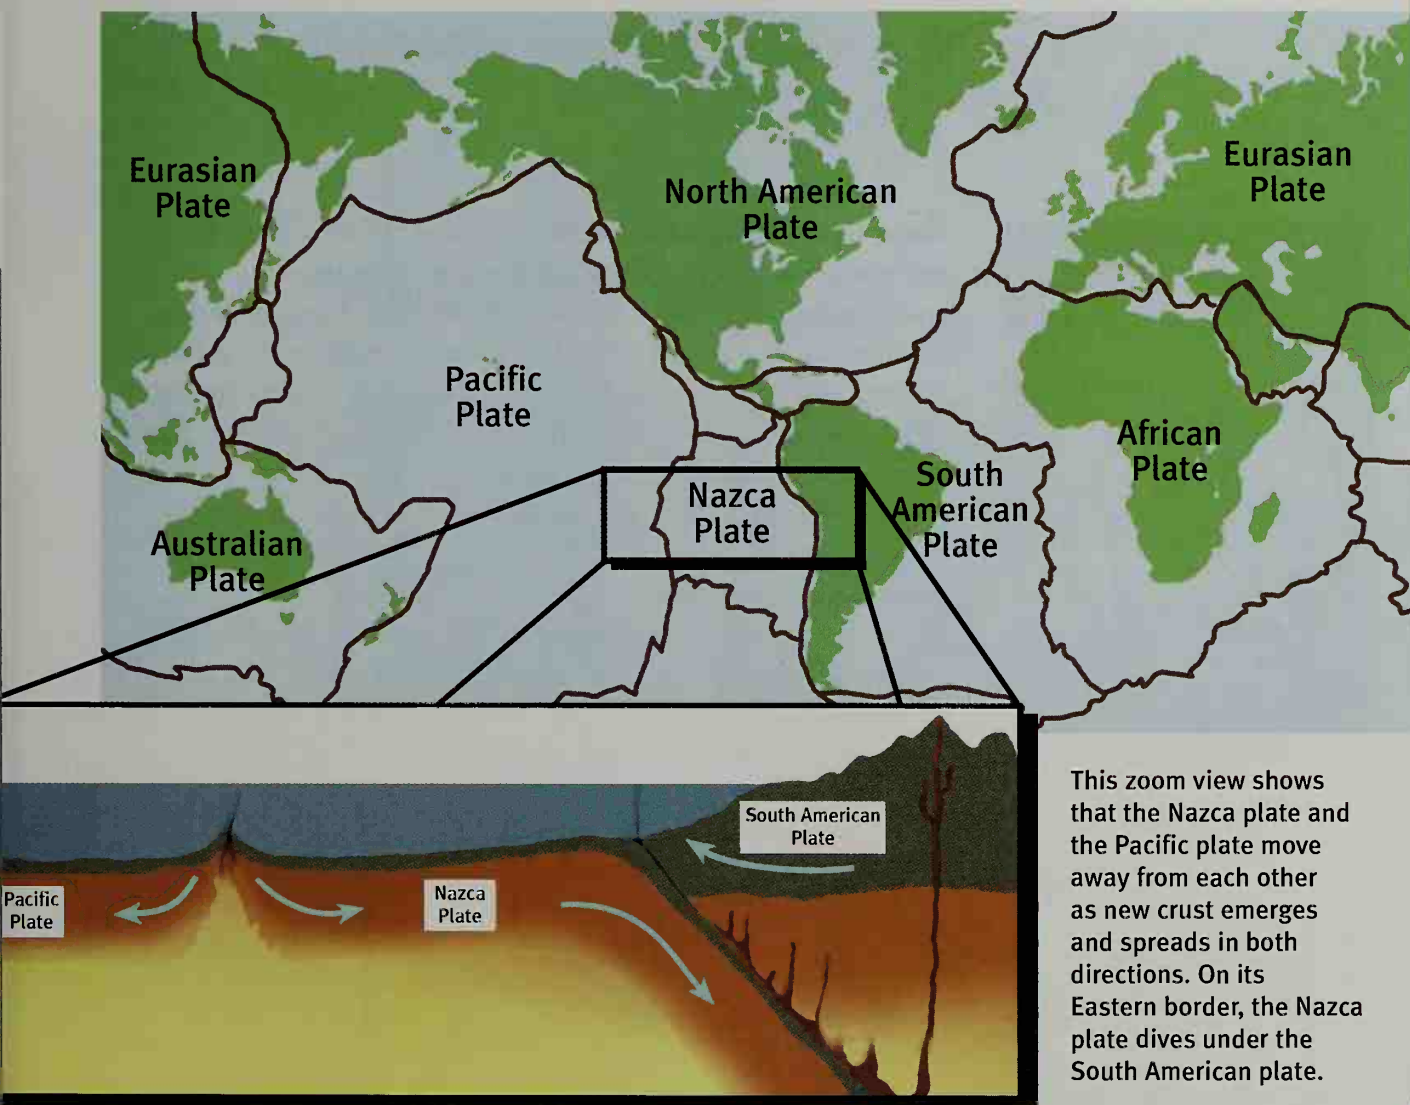 Eurasian
Plate
North American
Plate
Eurasian
Plate
Pacific
Plate
African
Plate
Nazca
Plate
South
American
Plate
Australian
Plate
South American
Plate
Pacific
Plate
Nazca
Plate
This zoom view shows
that the Nazca plate and
the Pacific plate move
away from each other
as new crust emerges
and spreads in both
directions. On its
Eastern border, the Nazca
plate dives under the
South American plate.